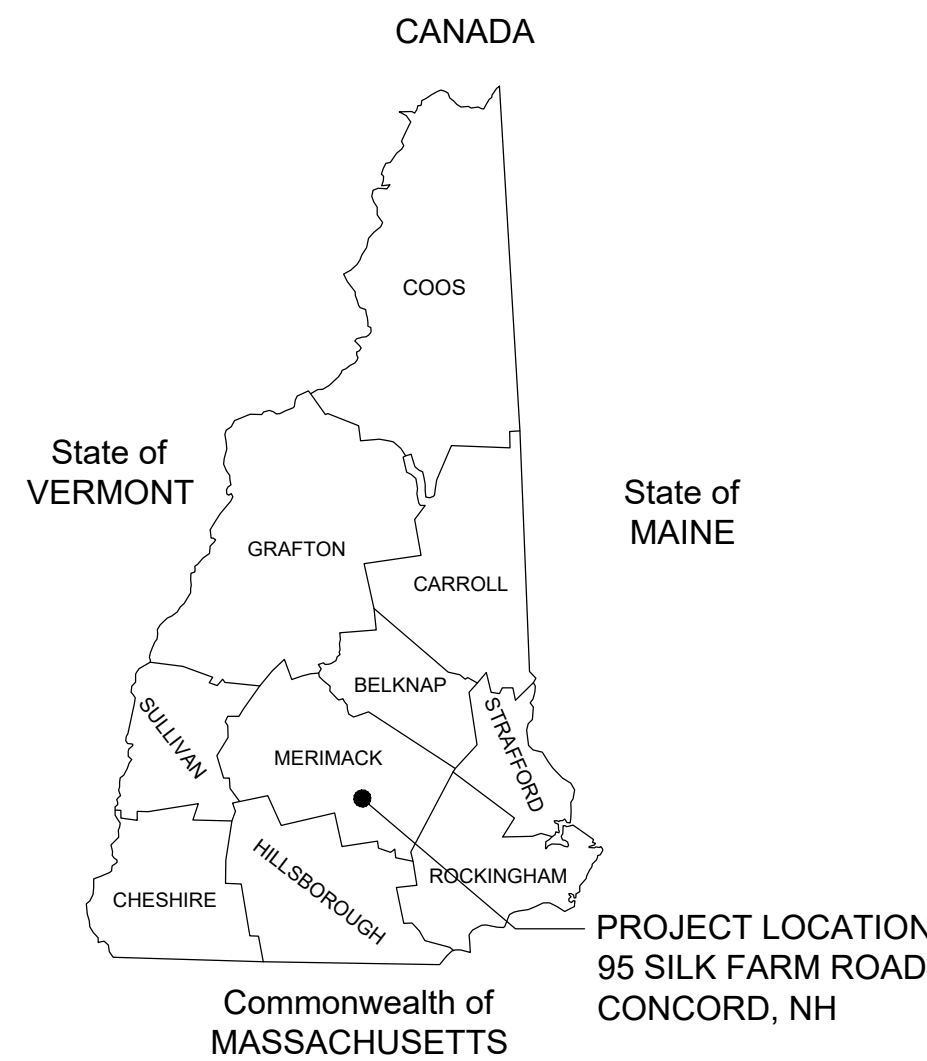 CANADA
COOS
State of
VERMONT
State of
MAINE
GRAFTON
CARROLL
BELKNAP
SULLIVAN
STRAFFORD
MERIMACK
HILLSBOROUGH
ROCKINGHAM
CHESHIRE
PROJECT LOCATION
95 SILK FARM ROAD
CONCORD, NH
Commonwealth of
MASSACHUSETTS